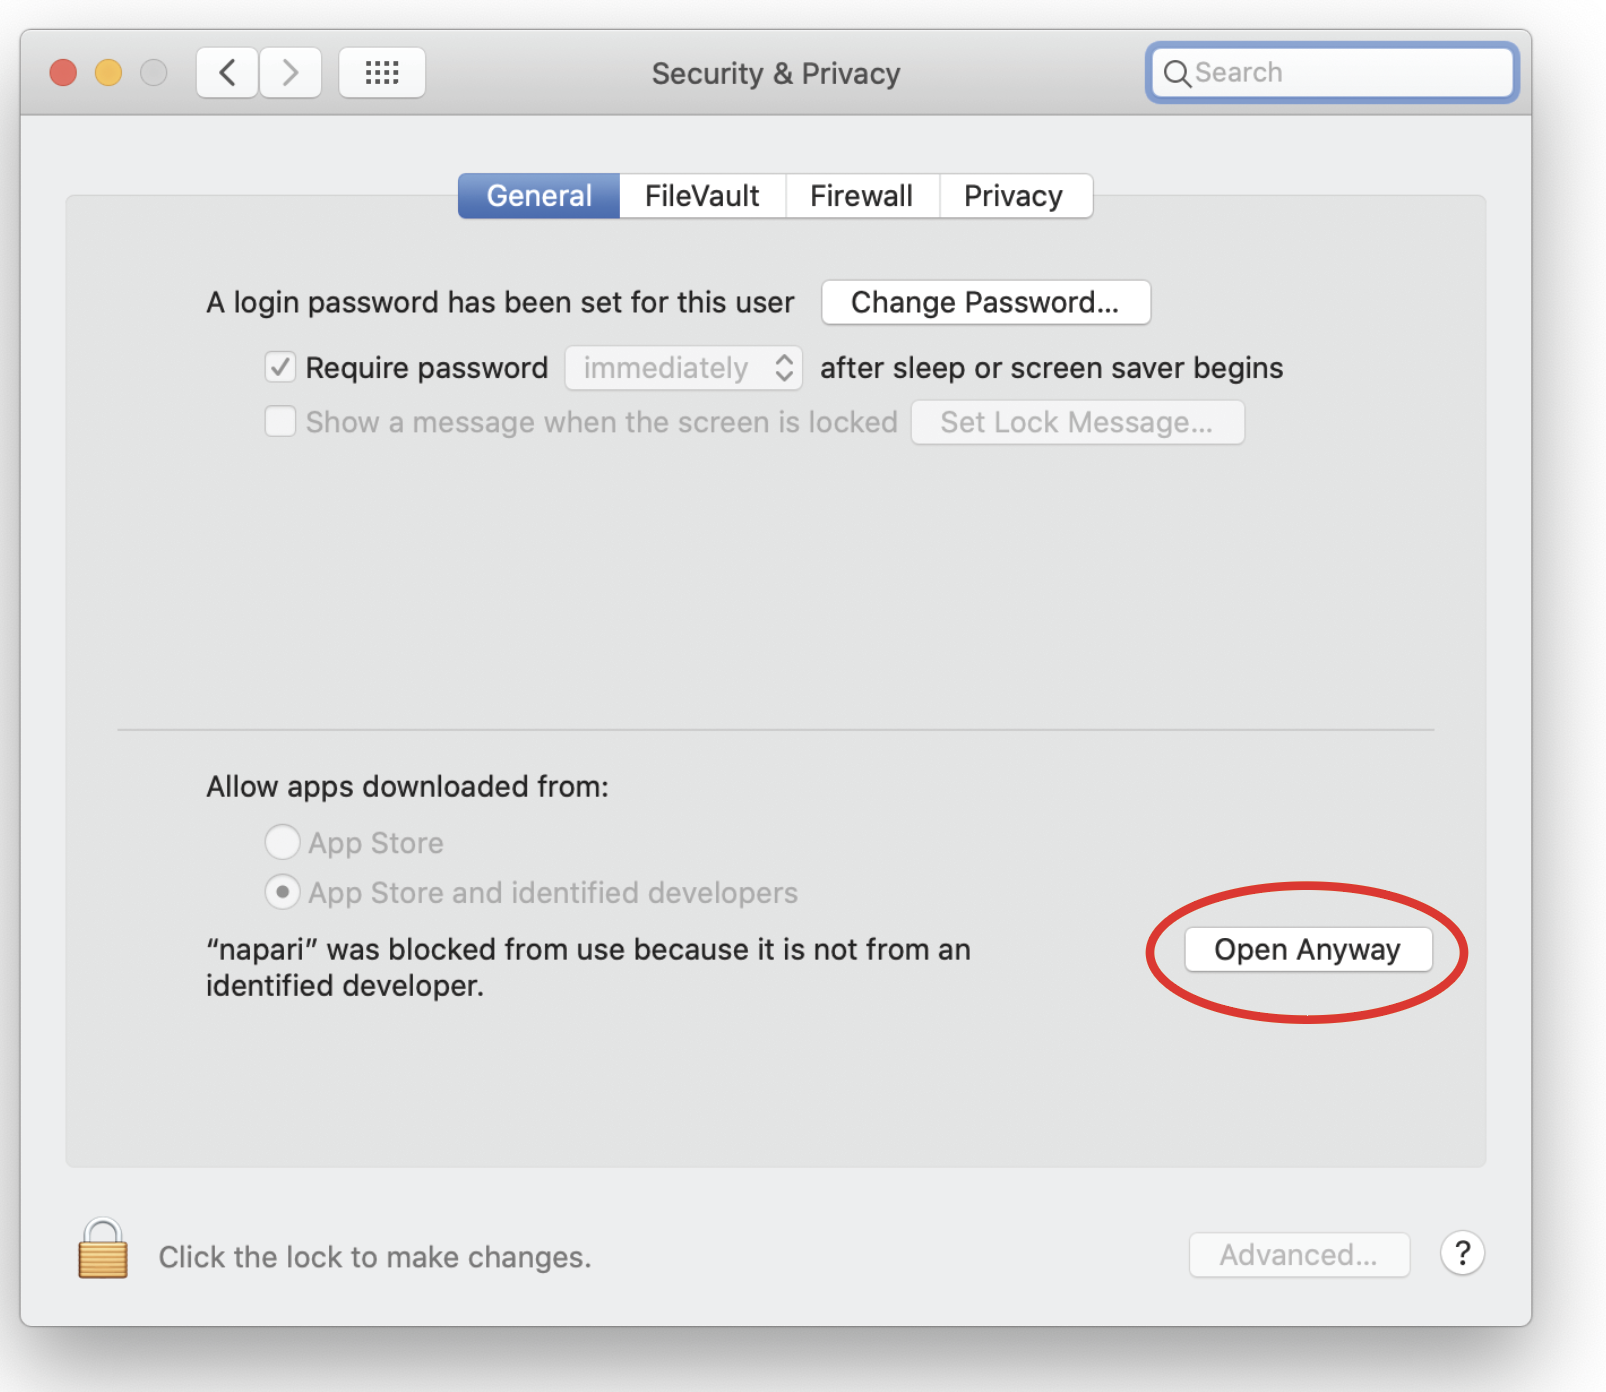 Security & Privacy
Search
General FileVault Firewall Privacy
A login password has been set for this user Change Password...
Require password immediately after sleep or screen saver begins
Show a message when the screen is locked Set Lock Message...
Allow apps downloaded from:
App Store
App Store and identified developers
“napari” was blocked from use because it is not from an Open Anyway
identified developer.
Click the lock to make changes. Advanced... ?